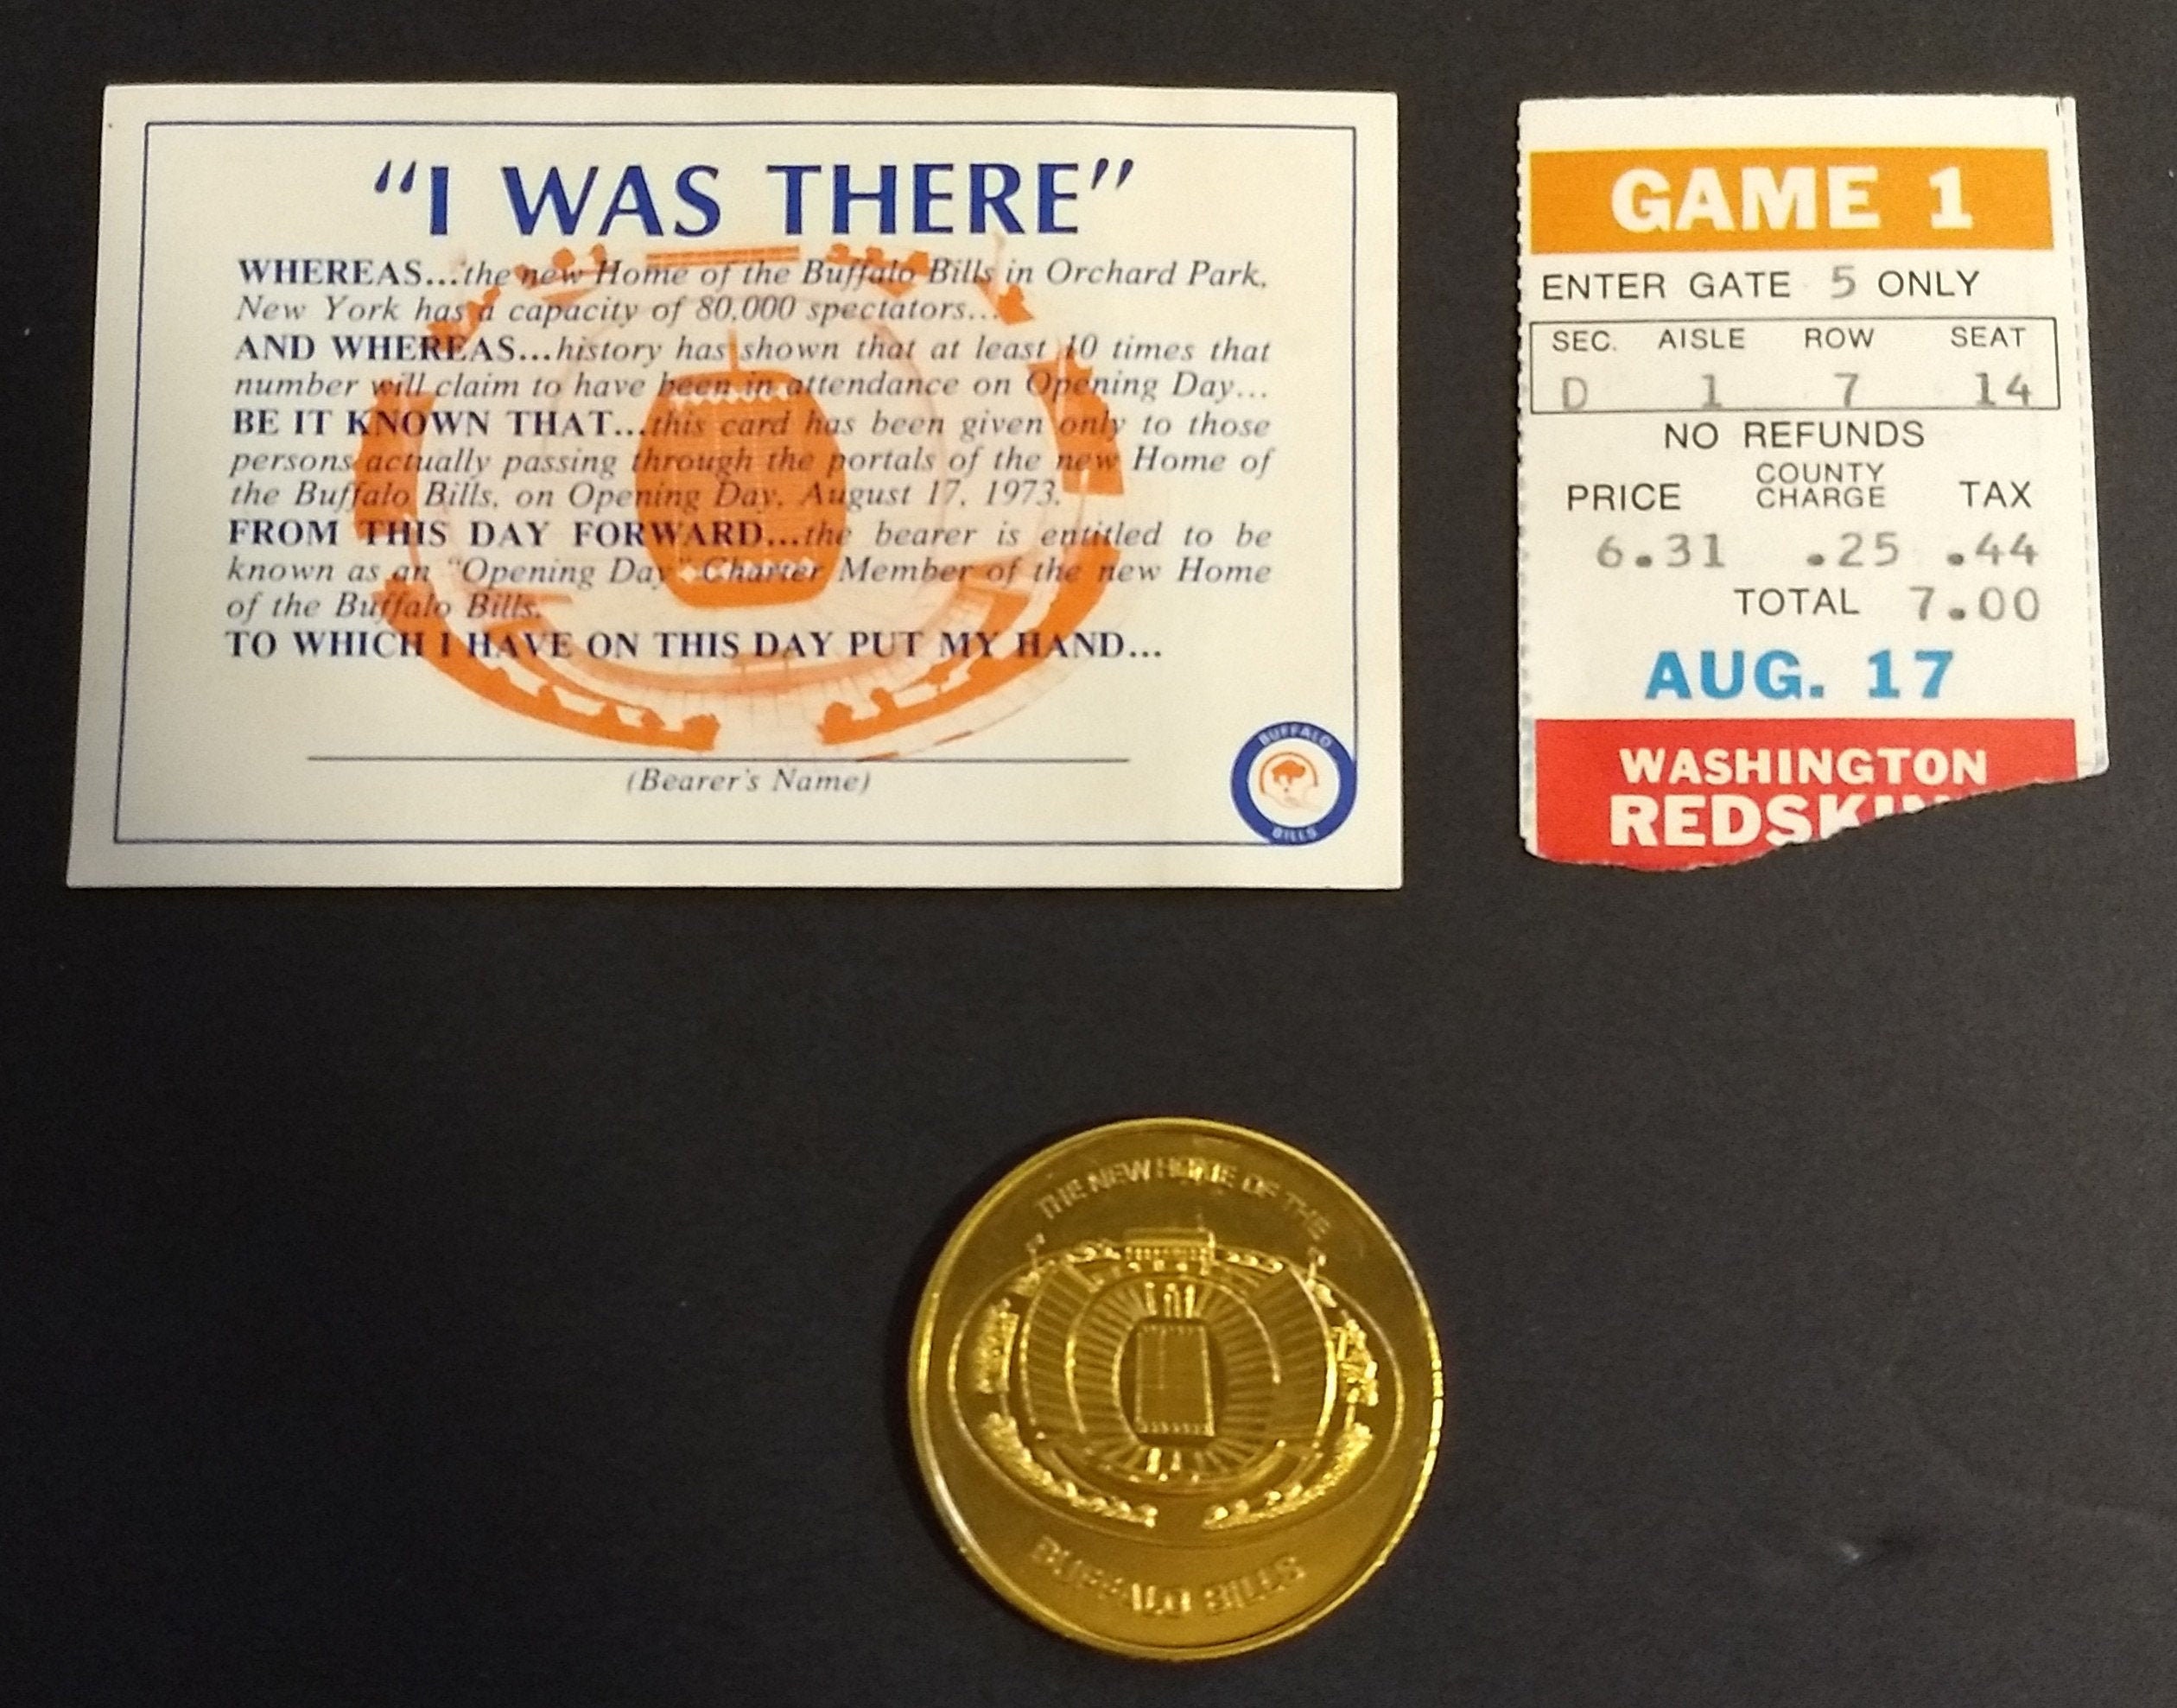 “I WAS THERE”
WHEREAS...the new Home of the Buffalo Bills in Orchard Park,
New York has a capacity of 80,000 spectators...
AND WHEREAS...history has shown that at least 10 times that
number will claim to have been in attendance on Opening Day...
BE IT KNOWN THAT...this card has been given only to those
persons actually passing through the portals of the new Home of
the Buffalo Bills, on Opening Day, August 17, 1973.
FROM THIS DAY FORWARD...the bearer is entitled to be
known as an “Opening Day” Charter Member of the new Home
of the Buffalo Bills.
TO WHICH I HAVE ON THIS DAY PUT MY HAND...
(Bearer's Name)
BUFFALO
BILLS
GAME 1
ENTER GATE 5 ONLY
SEC. AISLE ROW SEAT
D 1 7 14
NO REFUNDS
PRICE COUNTY CHARGE TAX
6.31 .25 .44
TOTAL 7.00
AUG. 17
WASHINGTON
REDSKIN
THE NEW HOME OF THE
BUFFALO BILLS